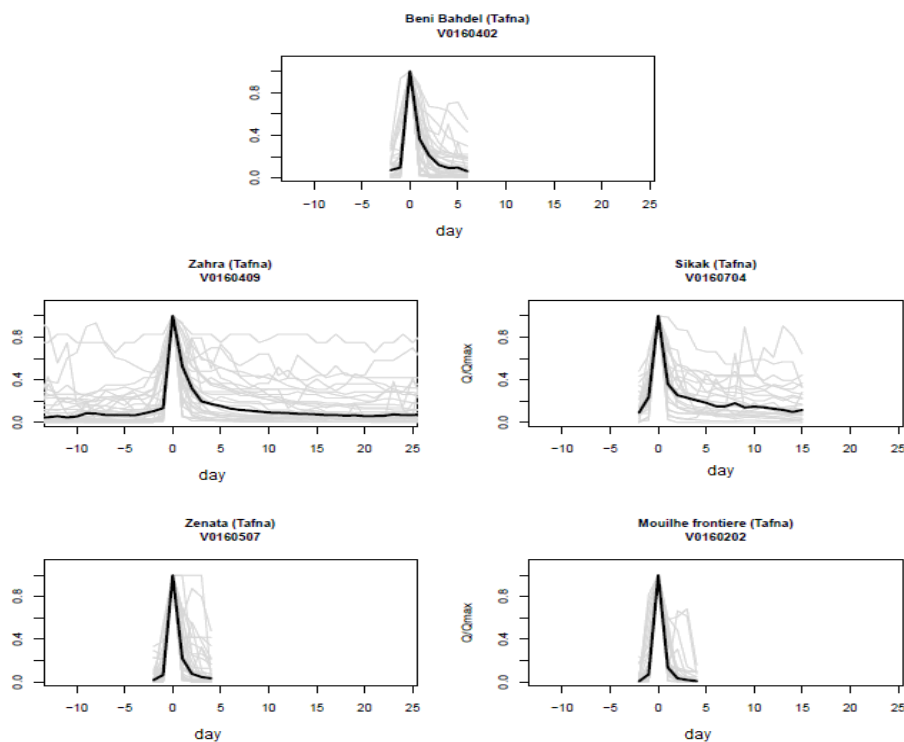 Beni Bahdel (Tafna)
V0160402
0.8
0.4
0.0
−10 −5 0 5 10 15 20 25
day
Zahra (Tafna)
V0160409
0.8
0.4
0.0
−10 −5 0 5 10 15 20 25
day
Sikak (Tafna)
V0160704
Q/Qmax
0.8
0.4
0.0
−10 −5 0 5 10 15 20 25
day
Zenata (Tafna)
V0160507
0.8
0.4
0.0
−10 −5 0 5 10 15 20 25
day
Mouilhe frontiere (Tafna)
V0160202
Q/Qmax
0.8
0.4
0.0
−10 −5 0 5 10 15 20 25
day